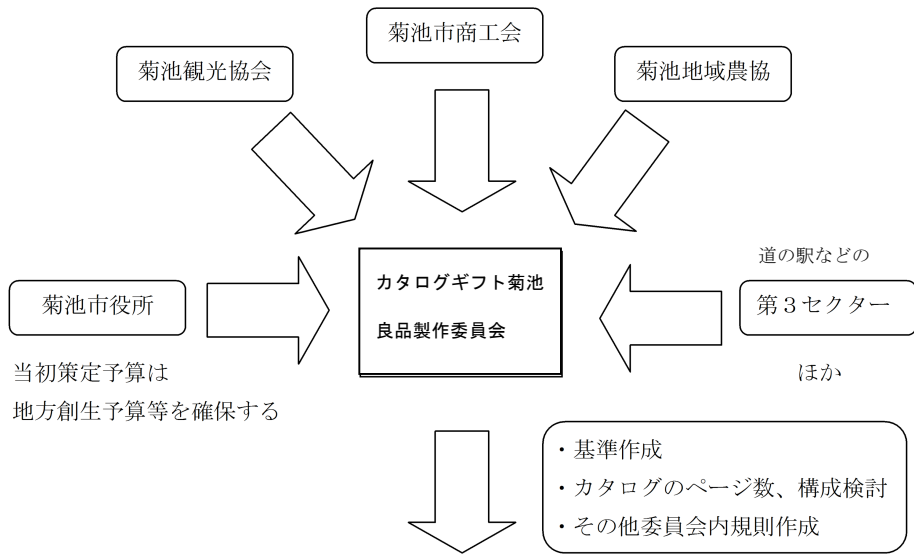 菊池市商工会
菊池観光協会
菊池地域農協
道の駅などの
菊池市役所
カタログギフト菊池
良品製作委員会
第３セクター
当初策定予算は
地方創生予算等を確保する
ほか
・基準作成
・カタログのページ数、構成検討
・その他委員会内規則作成